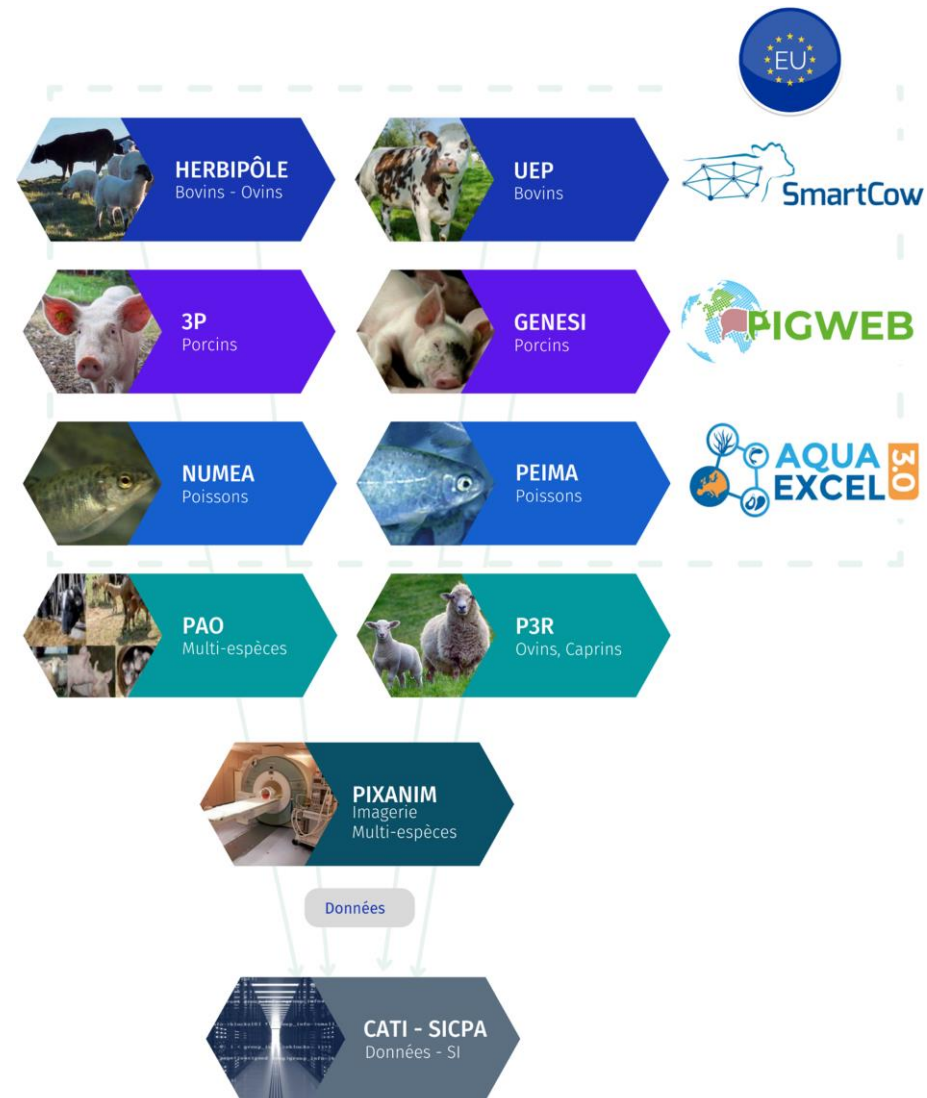 EU
HERBIPÔLE
Bovins - Ovins
UEP
Bovins
SmartCow
3P
Porcins
GENESI
Porcins
PIGWEB
NUMEA
Poissons
PEIMA
Poissons
AQUA
EXCEL
3.0
PAO
Multi-espèces
P3R
Ovins, Caprins
PIXANIM
Imagerie
Multi-espèces
Données
CATI - SICPA
Données - SI